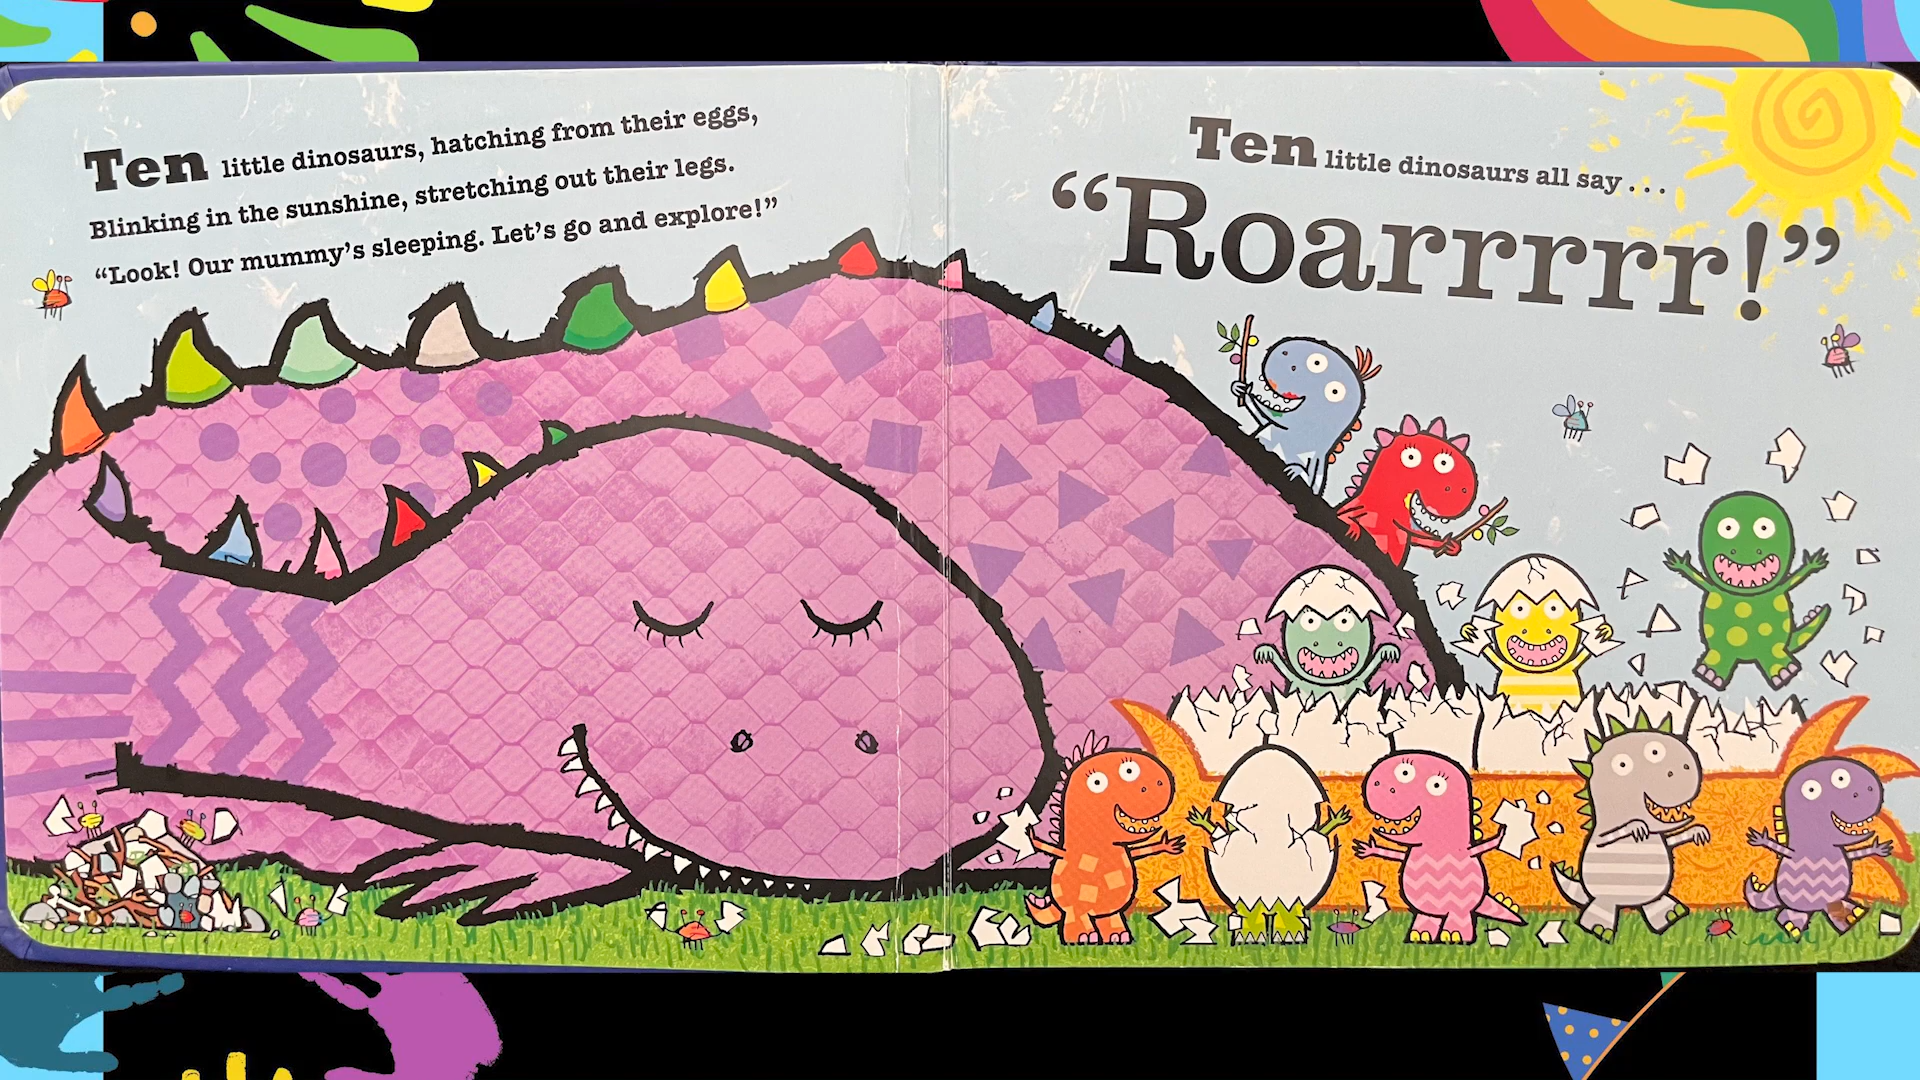 Ten little dinosaurs, hatching from their eggs,
Blinking in the sunshine, stretching out their legs.
“Look! Our mummy’s sleeping. Let’s go and explore!”
Ten little dinosaurs all say...
“Roarrrrr!”